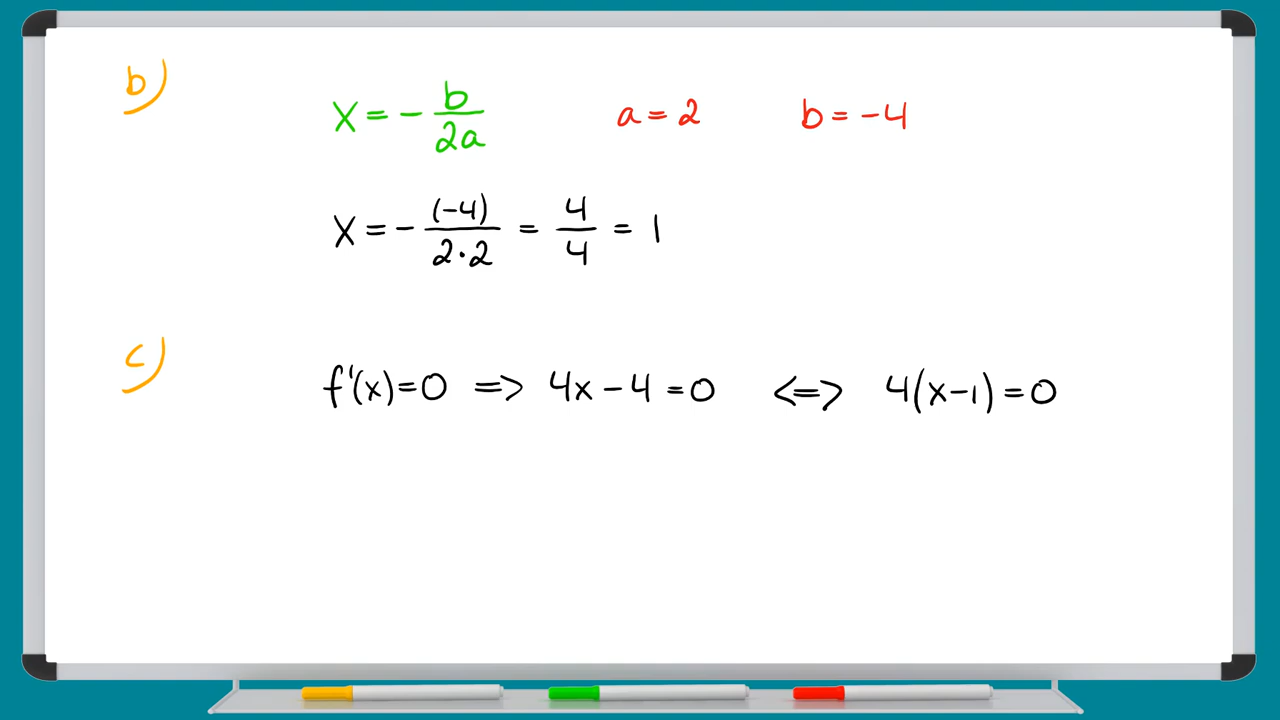 b)
x = - b/2a    a = 2    b = -4
x = - (-4)/2·2 = 4/4 = 1
c)
f'(x) = 0 => 4x - 4 = 0 <=> 4(x-1) = 0